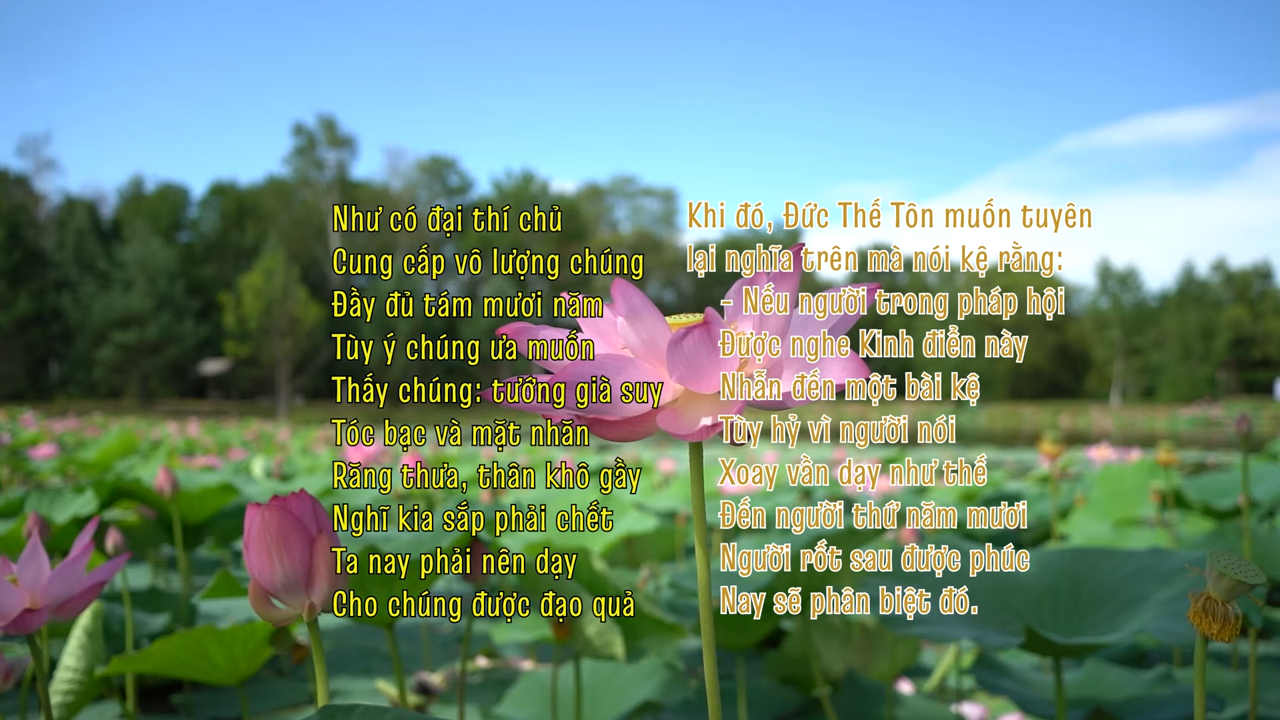 Như có đại thí chủ
Cung cấp vô lượng chúng
Đầy đủ tám mươi năm
Tùy ý chúng ưa muốn
Thấy chúng: tướng già suy
Tóc bạc và mặt nhăn
Răng thưa, thân khô gầy
Nghĩ kia sắp phải chết
Ta nay phải nên dạy
Cho chúng được đạo quả
Khi đó, Đức Thế Tôn muốn tuyên
lại nghĩa trên mà nói kệ rằng:
- Nếu người trong pháp hội
Được nghe Kinh điển này
Nhẫn đến một bài kệ
Tùy hỷ vì người nói
Xoay vần dạy như thế
Đến người thứ năm mươi
Người rốt sau được phúc
Nay sẽ phân biệt đó.